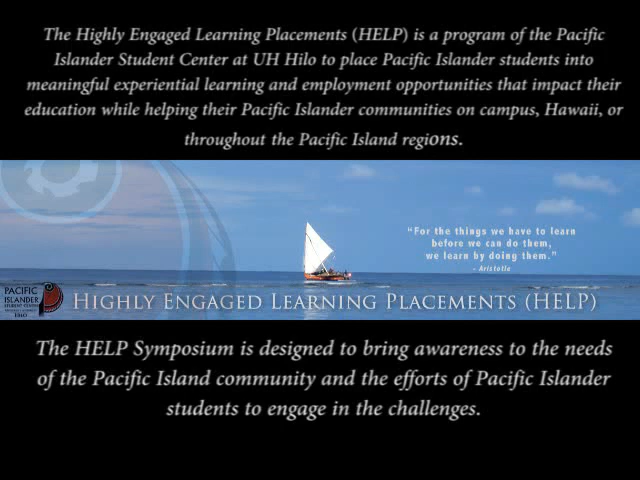 The Highly Engaged Learning Placements (HELP) is a program of the Pacific
Islander Student Center at UH Hilo to place Pacific Islander students into
meaningful experiential learning and employment opportunities that impact their
education while helping their Pacific Islander communities on campus, Hawaii, or
throughout the Pacific Island regions.
“For the things we have to learn
before we can do them,
we learn by doing them.”
- Aristotle
PACIFIC
ISLANDER
STUDENT CENTER
HIGHLY ENGAGED LEARNING PLACEMENTS (HELP)
The HELP Symposium is designed to bring awareness to the needs
of the Pacific Island community and the efforts of Pacific Islander
students to engage in the challenges.